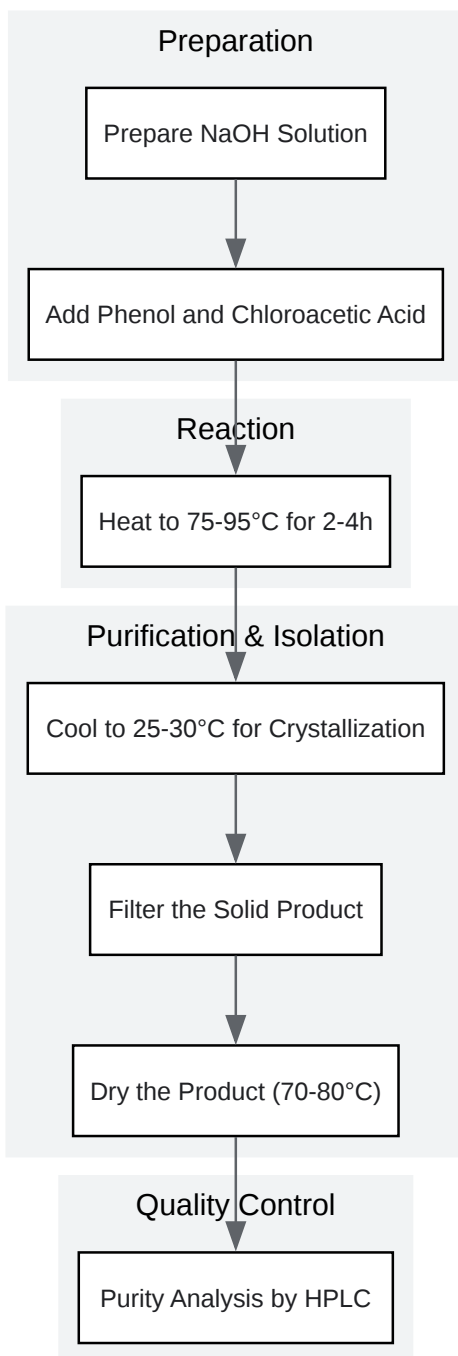 Preparation
Prepare NaOH Solution
Add Phenol and Chloroacetic Acid
Reaction
Heat to 75-95°C for 2-4h
Purification & Isolation
Cool to 25-30°C for Crystallization
Filter the Solid Product
Dry the Product (70-80°C)
Quality Control
Purity Analysis by HPLC